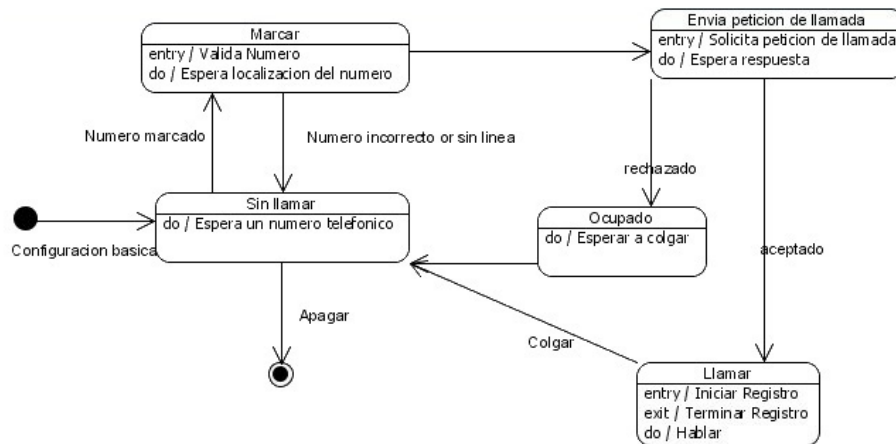 Marcar
entry / Valida Numero
do / Espera localizacion del numero
Envia peticion de llamada
entry / Solicita peticion de llamada
do / Espera respuesta
Numero marcado
Numero incorrecto or sin linea
rechazado
Sin llamar
do / Espera un numero telefonico
Ocupado
do / Esperar a colgar
Configuracion basica
aceptado
Apagar
Colgar
Llamar
entry / Iniciar Registro
exit / Terminar Registro
do / Hablar